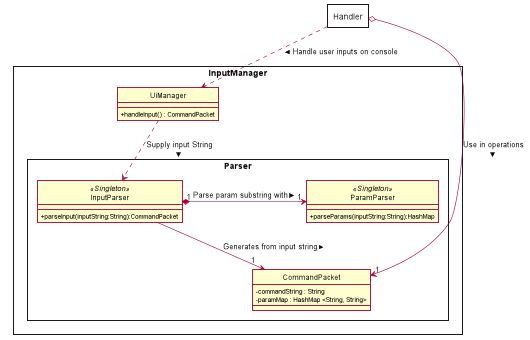 Handler
◄ Handle user inputs on console
InputManager
UiManager
+handleInput() : CommandPacket
Supply input String
▼
Use in operations
▼
Parser
«Singleton»
InputParser
+parseInput(inputString:String):CommandPacket
1
Parse param substring with►
1
«Singleton»
ParamParser
+parseParams(inputString:String):HashMap
Generates from input string►
1
1
CommandPacket
-commandString : String
-paramMap : HashMap <String, String>